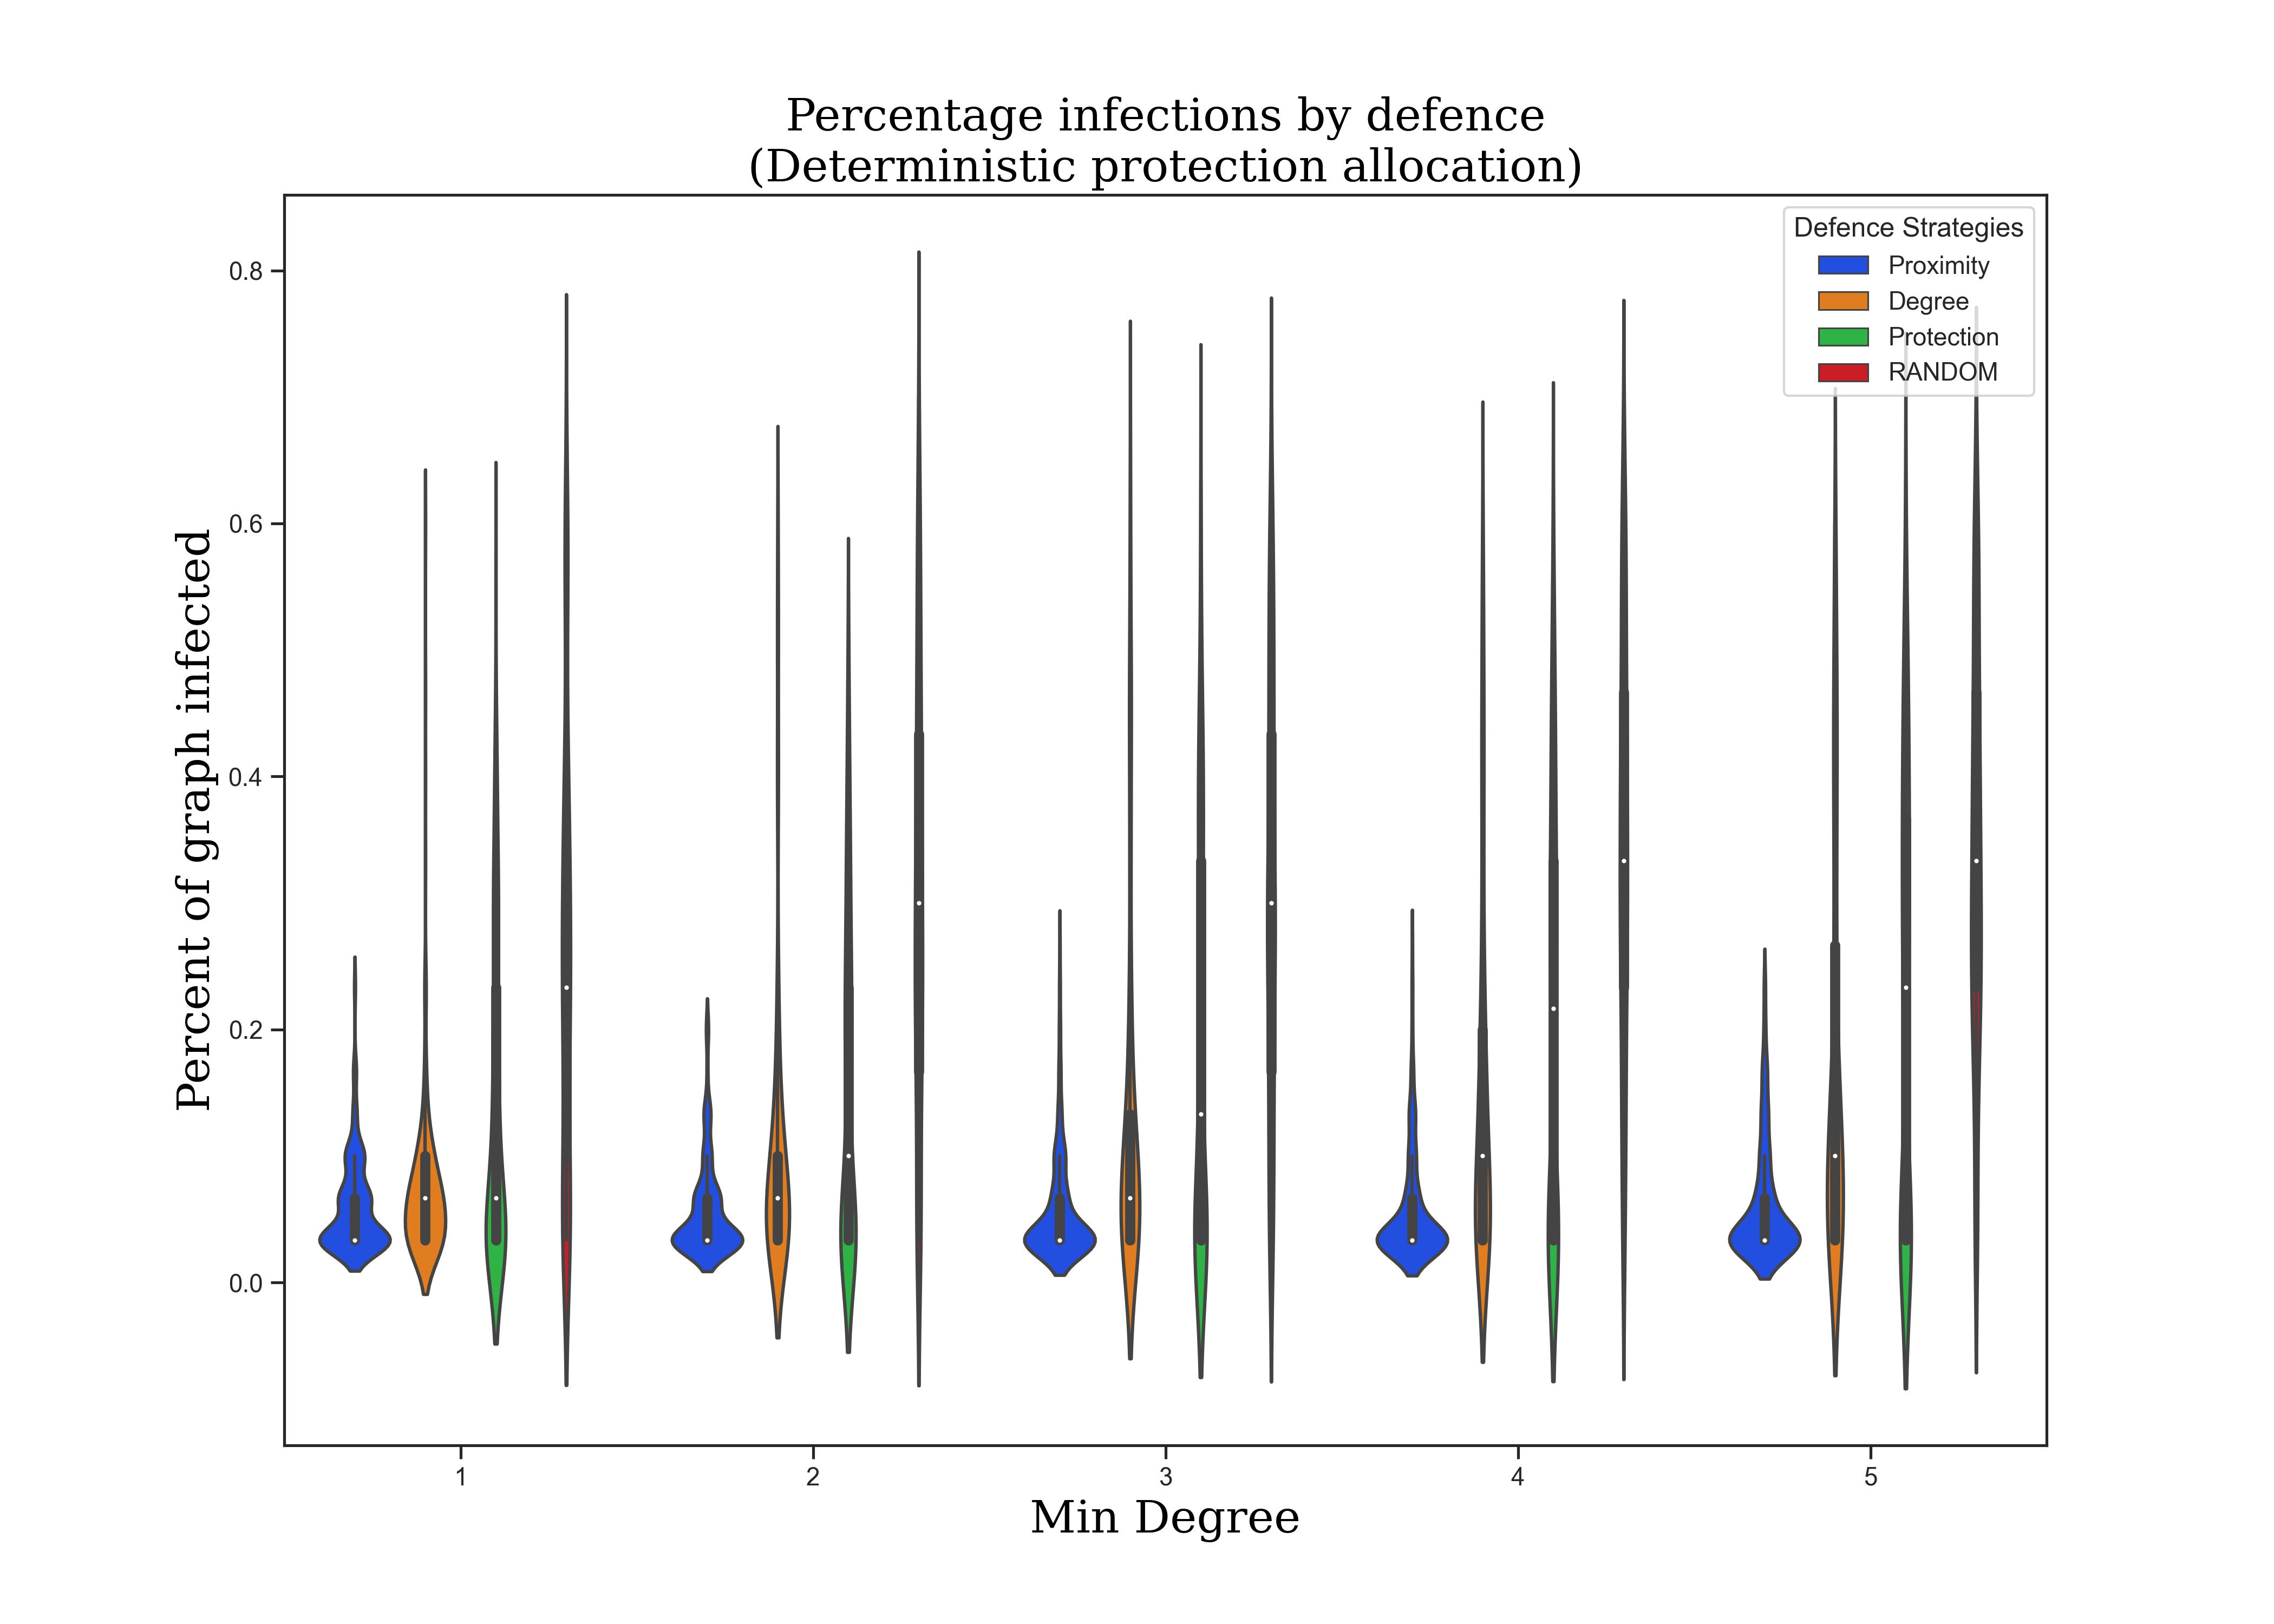 Percentage infections by defence
(Deterministic protection allocation)
Defence Strategies
Proximity
Degree
Protection
RANDOM
Percent of graph infected
0.8
0.6
0.4
0.2
0.0
1 2 3 4 5
Min Degree